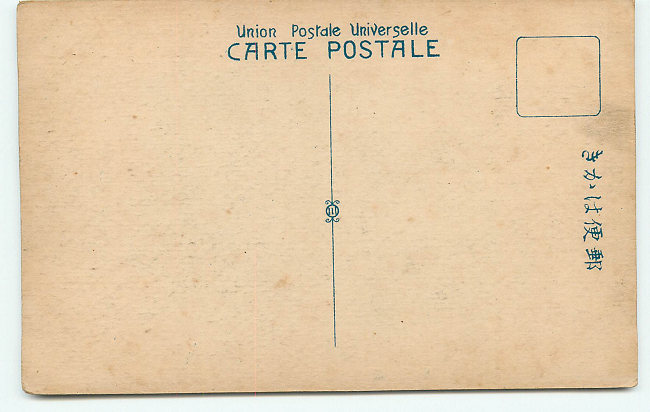 Union Postale Universelle
CARTE POSTALE
郵便はかき